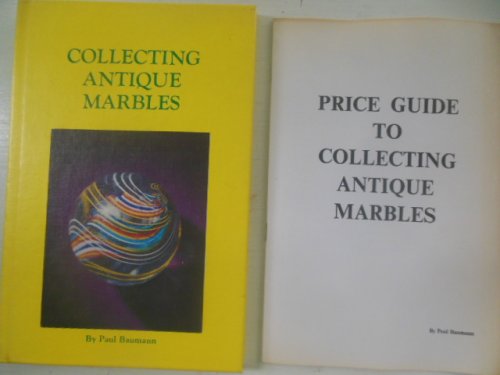 COLLECTING
ANTIQUE
MARBLES
By Paul Baumann
PRICE GUIDE
TO
COLLECTING
ANTIQUE
MARBLES
By Paul Baumann